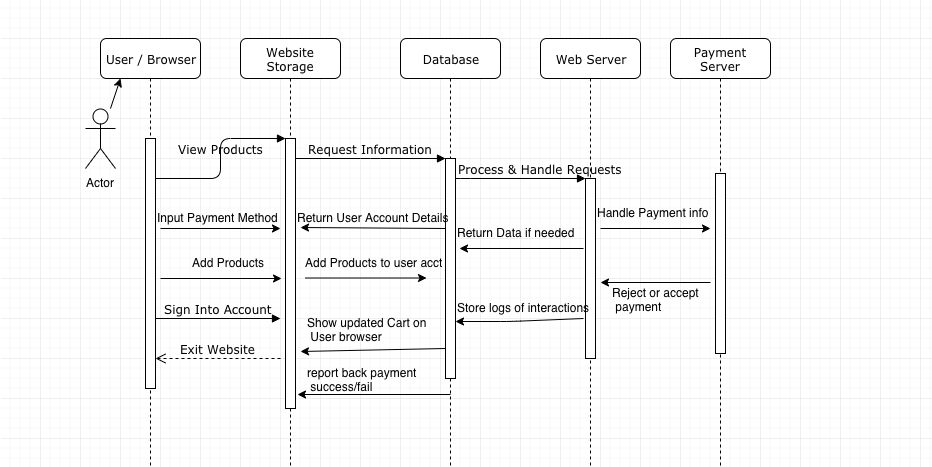 User / Browser
Website
Storage
Database
Web Server
Payment
Server
Actor
View Products
Request Information
Process & Handle Requests
Input Payment Method
Return User Account Details
Handle Payment info
Return Data if needed
Add Products
Add Products to user acct
Reject or accept
payment
Sign Into Account
Store logs of interactions
Show updated Cart on
User browser
Exit Website
report back payment
success/fail